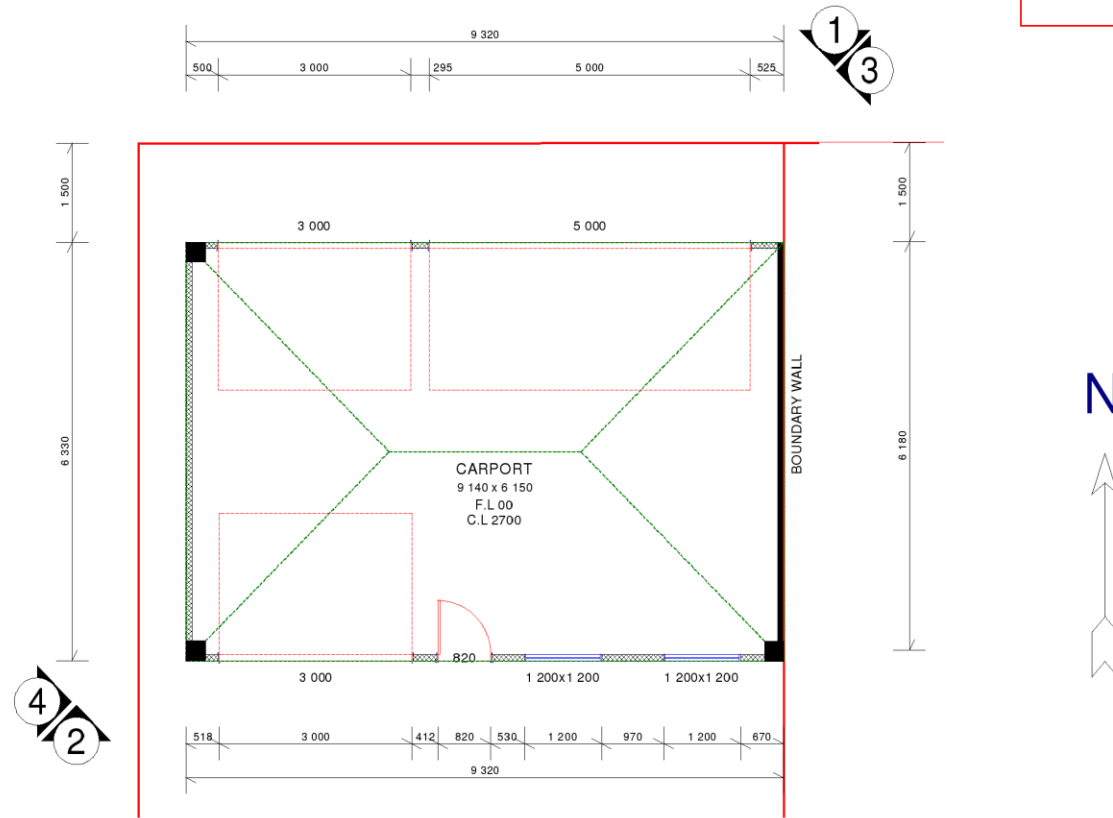 9 320
1
500 3 000 295 5 000 525
3
1 500
1 500
3 000 5 000
N
BOUNDARY WALL
6 330
6 180
CARPORT
9 140 x 6 150
F.L 00
C.L 2700
820
3 000 1 200x1 200 1 200x1 200
4
2
518 3 000 412 820 530 1 200 970 1 200 670
9 320